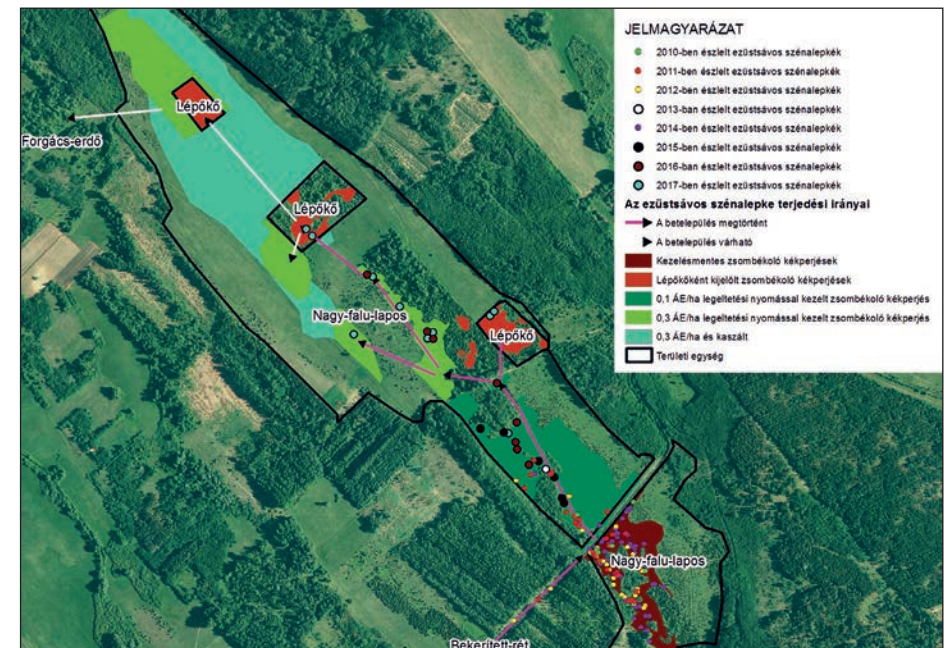 JELMAGYARÁZAT
2010-ben észlelt ezüstsávos szénalepkék
2011-ben észlelt ezüstsávos szénalepkék
2012-ben észlelt ezüstsávos szénalepkék
2013-ban észlelt ezüstsávos szénalepkék
2014-ben észlelt ezüstsávos szénalepkék
2015-ben észlelt ezüstsávos szénalepkék
2016-ban észlelt ezüstsávos szénalepkék
2017-ben észlelt ezüstsávos szénalepkék
Az ezüstsávos szénalepke terjedési irányai
A betelepülés megtörtént
A betelepülés várható
Kezelésmentes zsombékoló kékperjések
Lépőkőként kijelölt zsombékoló kékperjések
0,1 ÁE/ha legeltetési nyomással kezelt zsombékoló kékperjés
0,3 ÁE/ha legeltetési nyomással kezelt zsombékoló kékperjés
0,3 ÁE/ha és kaszált
Területi egység
Lépőkő
Forgács-erdő
Lépőkő
Nagy-falu-lapos
Lépőkő
Nagy-falu-lapos
Bekerített-rét